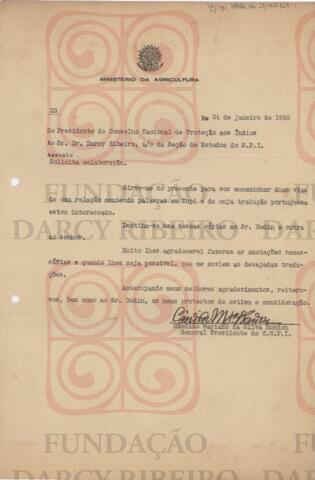 MINISTERIO DA AGRICULTURA
33
Em 31 de janeiro de 1950
Do Presidente do Conselho Nacional de Proteção aos Índios
Ao Sr. Dr. Darcy Ribeiro, a/o da Seção de Estudos do S.P.I.
Assunto
Solicita colaboração.
Sirvo-me do presente para vos encaminhar duas vias
de uma relação contendo palavras em Tupi e de cuja tradução portuguesa
estou interessado.
Destina-se uma dessas cópias ao Sr. Bodin e outra
ao senhor.
Muito lhes agradecerei fazerem as anotações neces-
sárias e quando lhes seja possivel, que me enviem as desejadas tradu-
ções.
Antecipando meus melhores agradecimentos, reitero-
vos, bem como ao Sr. Bodin, os meus protestos de estima e consideração.
Cândido Mariano da Silva Rondon
General Presidente do C.N.P.I.
FUNDAÇÃO
DARCY RIBEIRO
FUNDAÇÃO
DARCY RIBEIRO